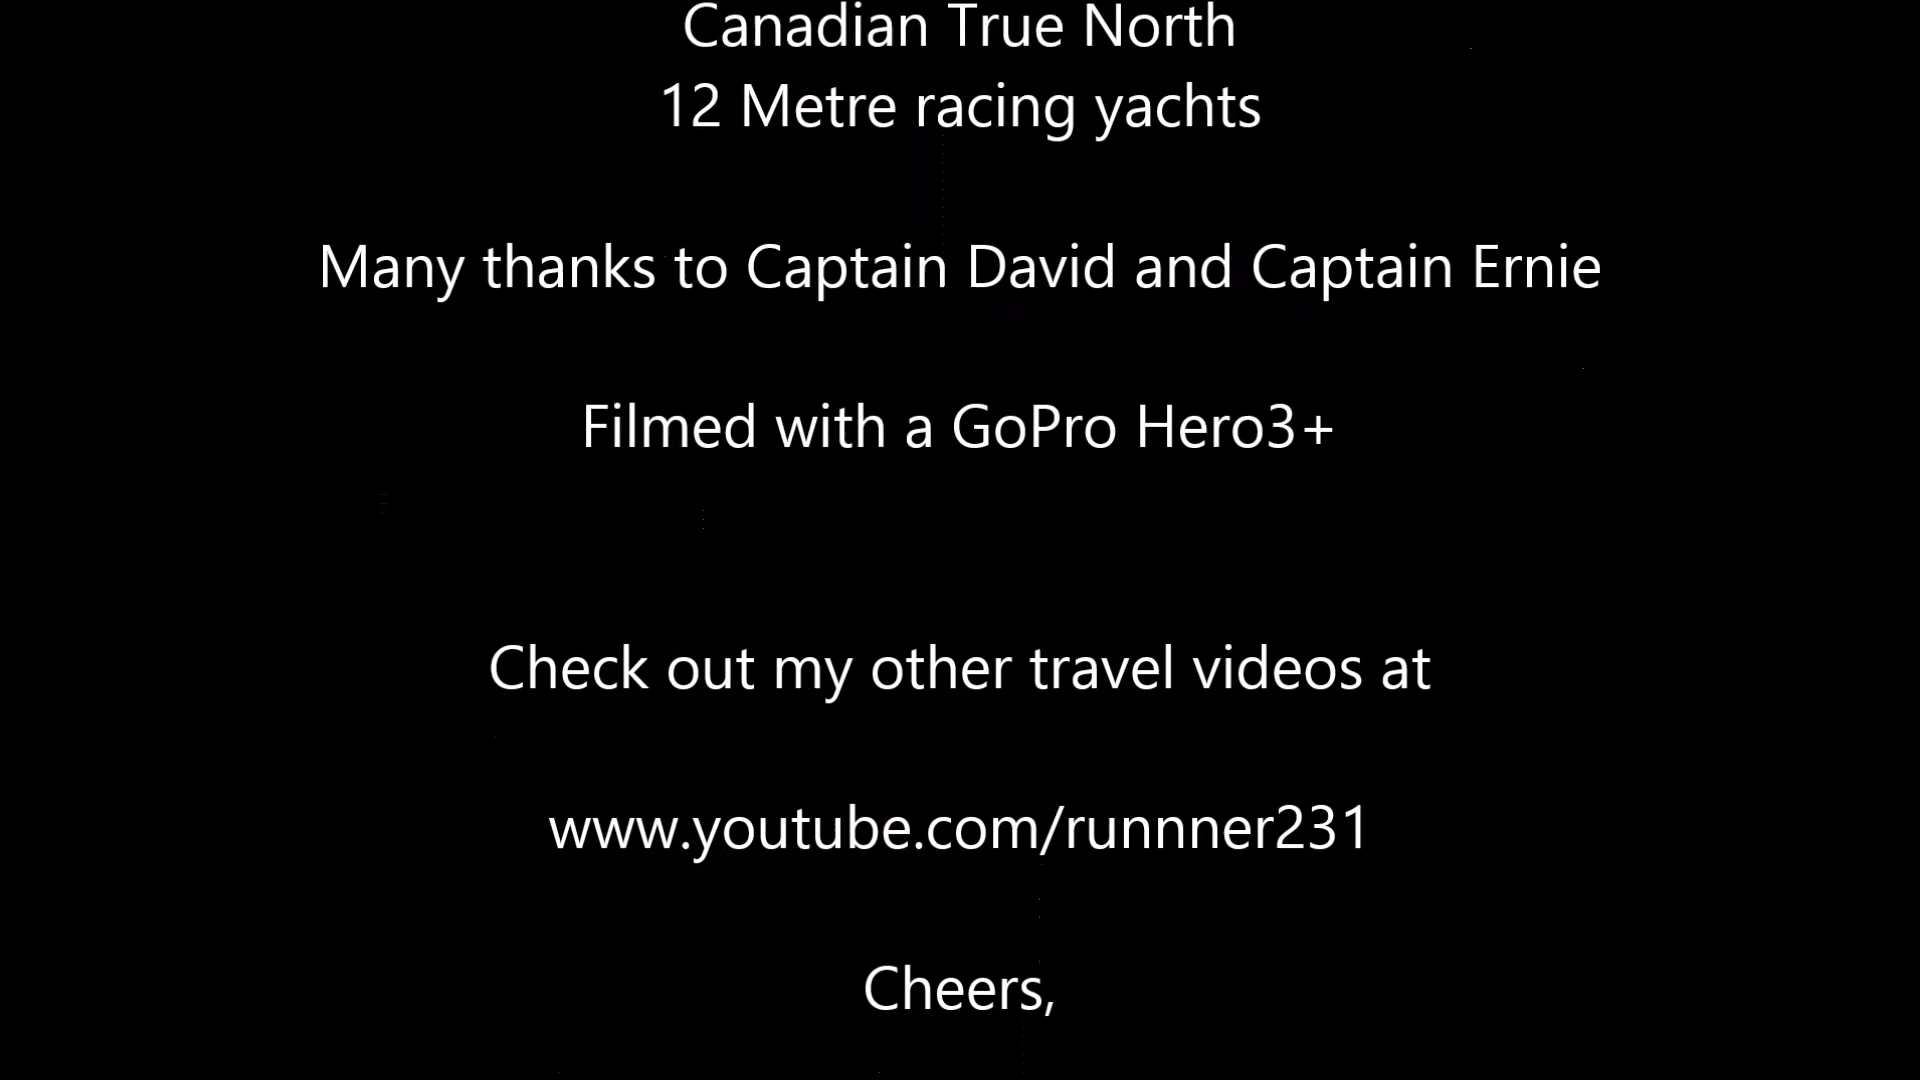 Canadian True North
12 Metre racing yachts
Many thanks to Captain David and Captain Ernie
Filmed with a GoPro Hero3+
Check out my other travel videos at
www.youtube.com/runnner231
Cheers,